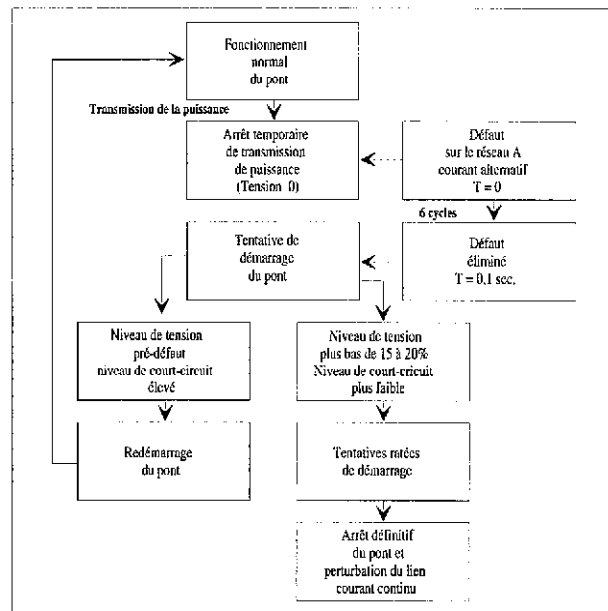 Fonctionnement
normal
du pont
Transmission de la puissance
Arrêt temporaire
de transmission
de puissance
(Tension 0)
Défaut
sur le réseau A
courant alternatif
T = 0
6 cycles
Tentative de
démarrage
du pont
Défaut
éliminé
T = 0,1 sec,
Niveau de tension
pré-défaut
niveau de court-circuit
élevé
Niveau de tension
plus bas de 15 à 20%
Niveau de court-cricuit
plus faible
Redémarrage
du pont
Tentatives ratées
de démarrage
Arrêt définitif
du pont et
perturbation du lien
courant continu